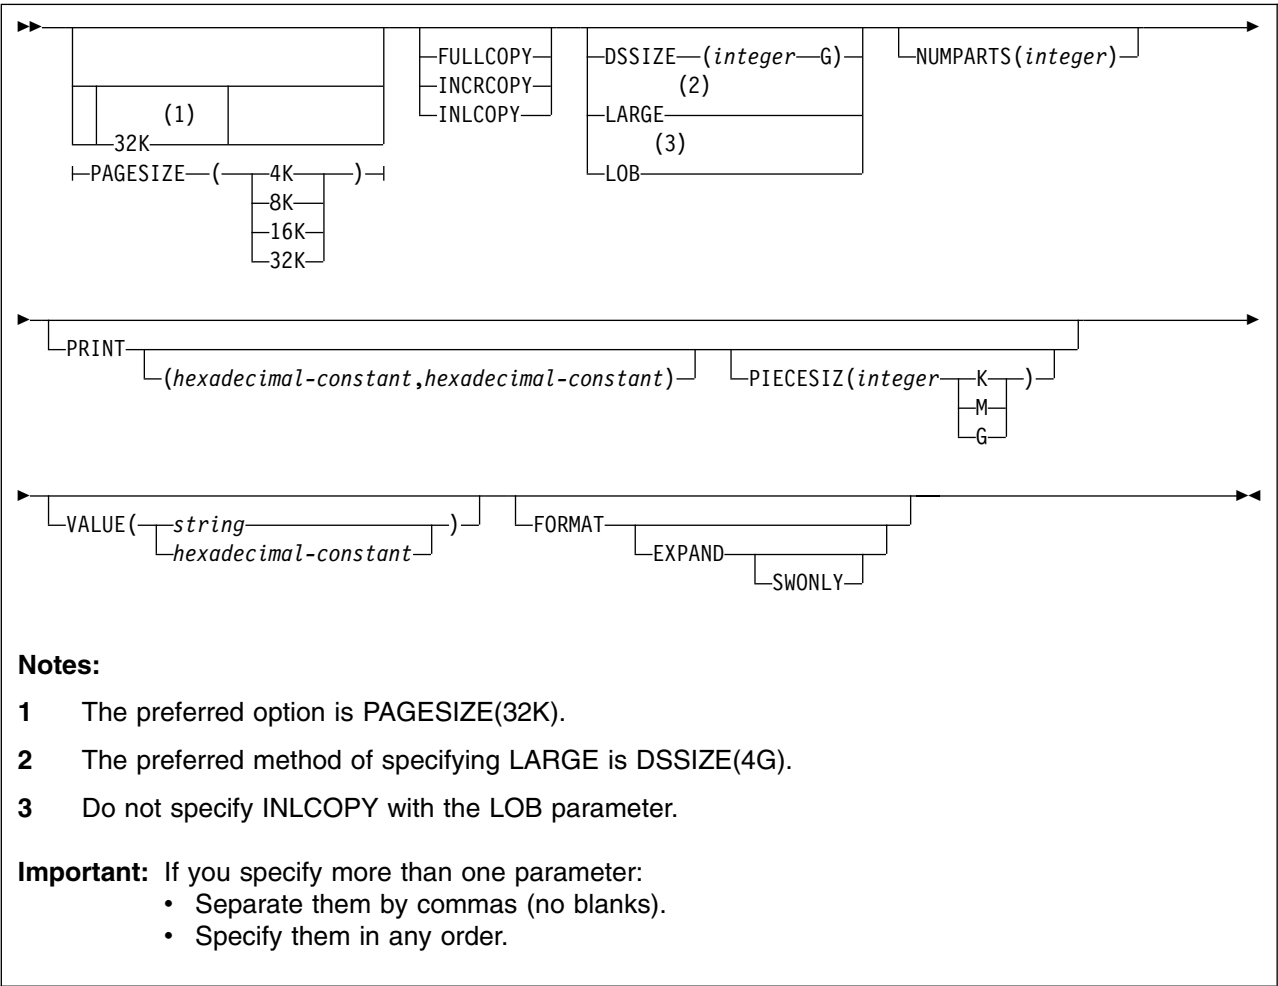 FULLCOPY
INCRCOPY
INLCOPY
DSSIZE (integer G)
(2)
LARGE
(3)
LOB
NUMPARTS(integer)
(1)
32K
PAGESIZE ( 4K )
8K
16K
32K
PRINT
(hexadecimal-constant,hexadecimal-constant)
PIECESIZ(integer K )
M
G
VALUE( string )
hexadecimal-constant
FORMAT
EXPAND
SWONLY
Notes:
1 The preferred option is PAGESIZE(32K).
2 The preferred method of specifying LARGE is DSSIZE(4G).
3 Do not specify INLCOPY with the LOB parameter.
Important: If you specify more than one parameter:
• Separate them by commas (no blanks).
• Specify them in any order.